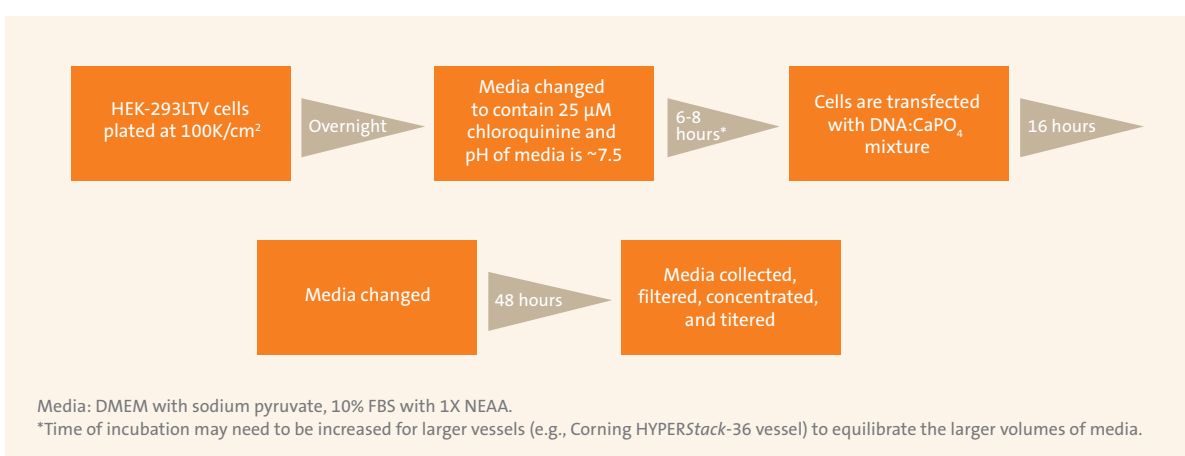 HEK-293LTV cells
plated at 100K/cm²
Overnight
Media changed
to contain 25 µM
chloroquinine and
pH of media is ~7.5
6-8
hours*
Cells are transfected
with DNA:CaPO₄
mixture
16 hours
Media changed
48 hours
Media collected,
filtered, concentrated,
and titered
Media: DMEM with sodium pyruvate, 10% FBS with 1X NEAA.
*Time of incubation may need to be increased for larger vessels (e.g., Corning HYPERStack-36 vessel) to equilibrate the larger volumes of media.